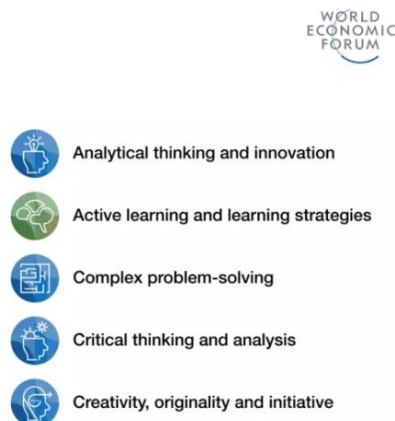 WORLD
ECONOMIC
FORUM
Analytical thinking and innovation
Active learning and learning strategies
Complex problem-solving
Critical thinking and analysis
Creativity, originality and initiative